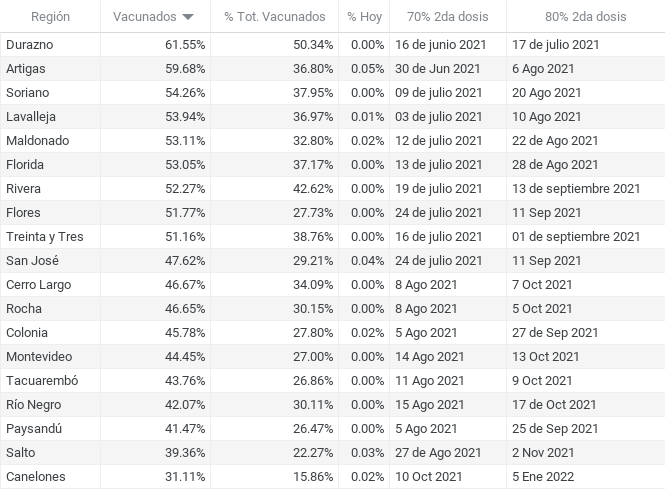 Región Vacunados % Tot. Vacunados % Hoy 70% 2da dosis 80% 2da dosis
Durazno 61.55% 50.34% 0.00% 16 de junio 2021 17 de julio 2021
Artigas 59.68% 36.80% 0.05% 30 de Jun 2021 6 Ago 2021
Soriano 54.26% 37.95% 0.00% 09 de julio 2021 20 Ago 2021
Lavalleja 53.94% 36.97% 0.01% 03 de julio 2021 10 Ago 2021
Maldonado 53.11% 32.80% 0.02% 12 de julio 2021 22 de Ago 2021
Florida 53.05% 37.17% 0.00% 13 de julio 2021 28 de Ago 2021
Rivera 52.27% 42.62% 0.00% 19 de julio 2021 13 de septiembre 2021
Flores 51.77% 27.73% 0.00% 24 de julio 2021 11 Sep 2021
Treinta y Tres 51.16% 38.76% 0.00% 16 de julio 2021 01 de septiembre 2021
San José 47.62% 29.21% 0.04% 24 de julio 2021 11 Sep 2021
Cerro Largo 46.67% 34.09% 0.00% 8 Ago 2021 7 Oct 2021
Rocha 46.65% 30.15% 0.00% 8 Ago 2021 5 Oct 2021
Colonia 45.78% 27.80% 0.02% 5 Ago 2021 27 de Sep 2021
Montevideo 44.45% 27.00% 0.00% 14 Ago 2021 13 Oct 2021
Tacuarembó 43.76% 26.86% 0.00% 11 Ago 2021 9 Oct 2021
Río Negro 42.07% 30.11% 0.00% 15 Ago 2021 17 de Oct 2021
Paysandú 41.47% 26.47% 0.00% 5 Ago 2021 25 de Sep 2021
Salto 39.36% 22.27% 0.03% 27 de Ago 2021 2 Nov 2021
Canelones 31.11% 15.86% 0.02% 10 Oct 2021 5 Ene 2022